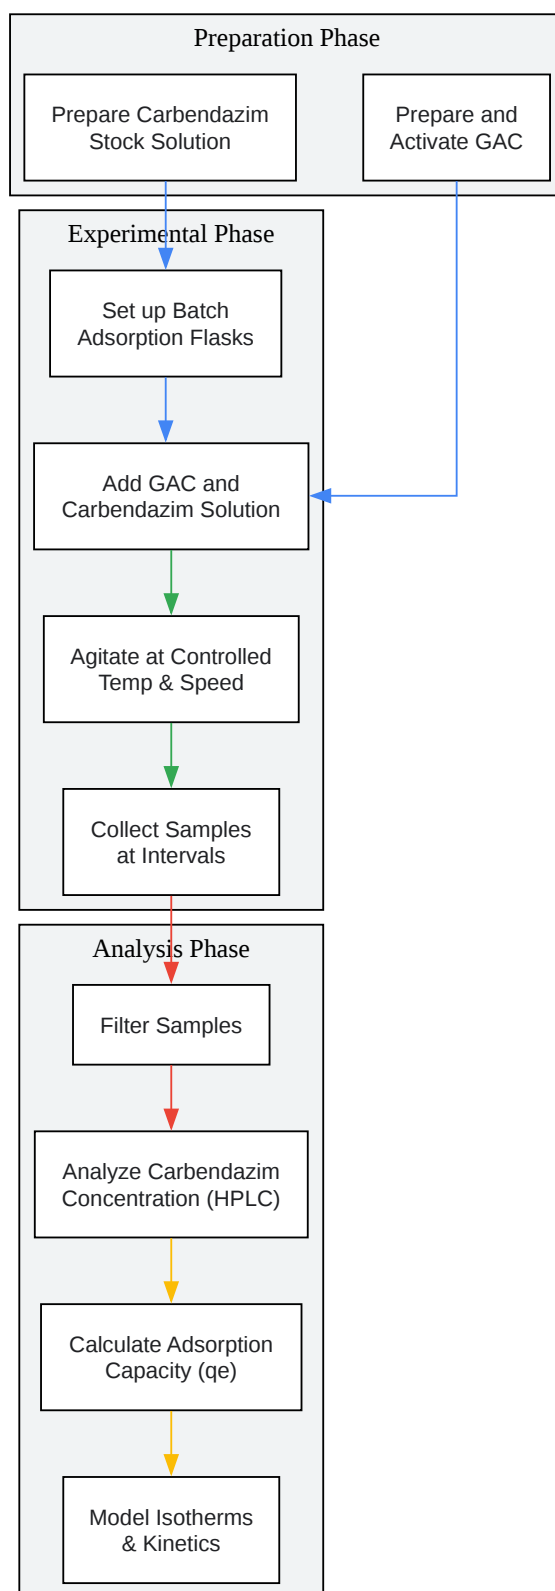 Preparation Phase
Prepare Carbendazim
Stock Solution
Prepare and
Activate GAC
Experimental Phase
Set up Batch
Adsorption Flasks
Add GAC and
Carbendazim Solution
Agitate at Controlled
Temp & Speed
Collect Samples
at Intervals
Analysis Phase
Filter Samples
Analyze Carbendazim
Concentration (HPLC)
Calculate Adsorption
Capacity (qe)
Model Isotherms
& Kinetics